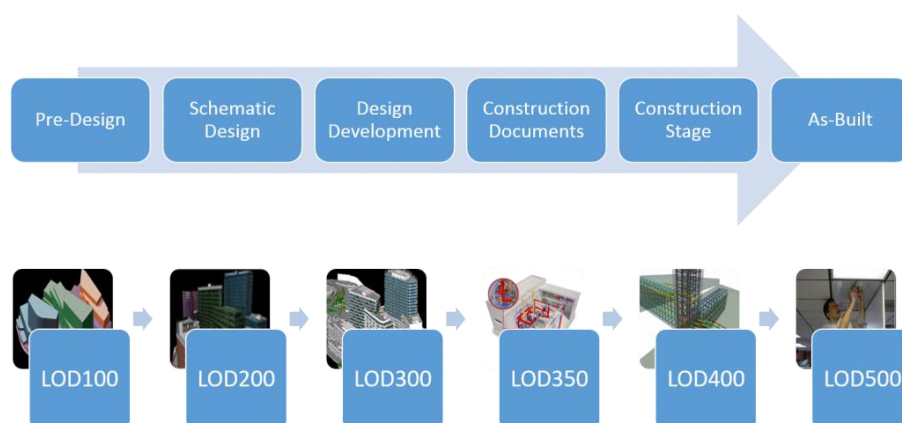 Pre-Design
Schematic
Design
Design
Development
Construction
Documents
Construction
Stage
As-Built
LOD100
LOD200
LOD300
LOD350
LOD400
LOD500